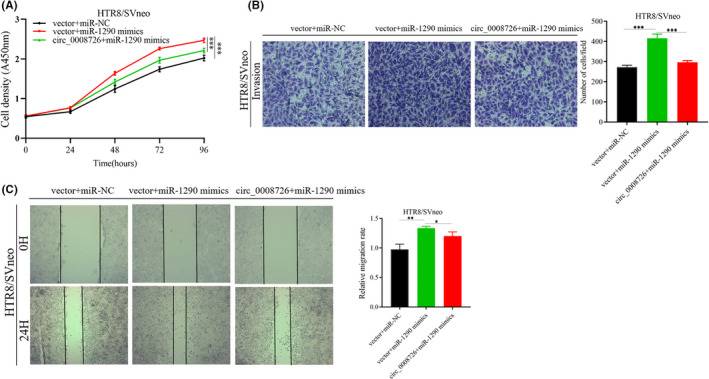 (A)
HTR8/SVneo
vector+miR-NC
vector+miR-1290 mimics
circ_0008726+miR-1290 mimics
Cell density (A450nm)
3
2
1
0
0 24 48 72 96
Time(hours)
***
***
(B)
vector+miR-NC vector+miR-1290 mimics circ_0008726+miR-1290 mimics
HTR8/SVneo
Invasion
HTR8/SVneo
Number of cells/field
500
400
300
200
100
0
*** ***
vector+miR-NC
vector+miR-1290 mimics
circ_0008726+miR-1290 mimics
(C)
vector+miR-NC vector+miR-1290 mimics circ_0008726+miR-1290 mimics
HTR8/SVneo
0H
24H
HTR8/SVneo
Relative migration rate
1.5
1.0
0.5
0.0
** *
vector+miR-NC
vector+miR-1290 mimics
circ_0008726+miR-1290 mimics